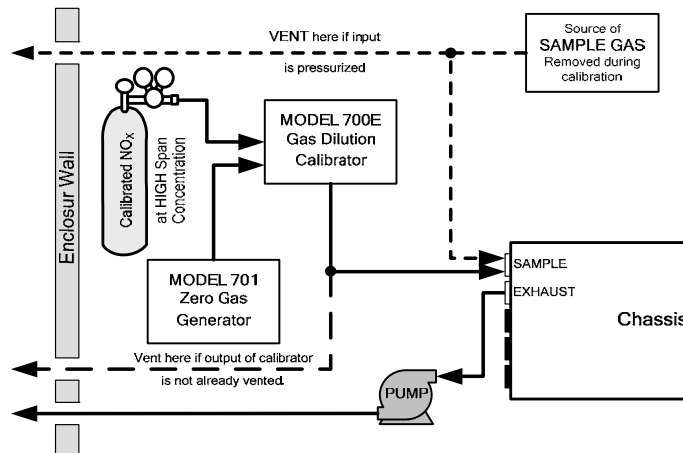 VENT here if input
is pressurized
Source of
SAMPLE GAS
Removed during
calibration
Enclosur Wall
Calibrated NOx
at HIGH Span
Concentration
MODEL 700E
Gas Dilution
Calibrator
MODEL 701
Zero Gas
Generator
SAMPLE
EXHAUST
Chassis
Vent here if output of calibrator
is not already vented.
PUMP